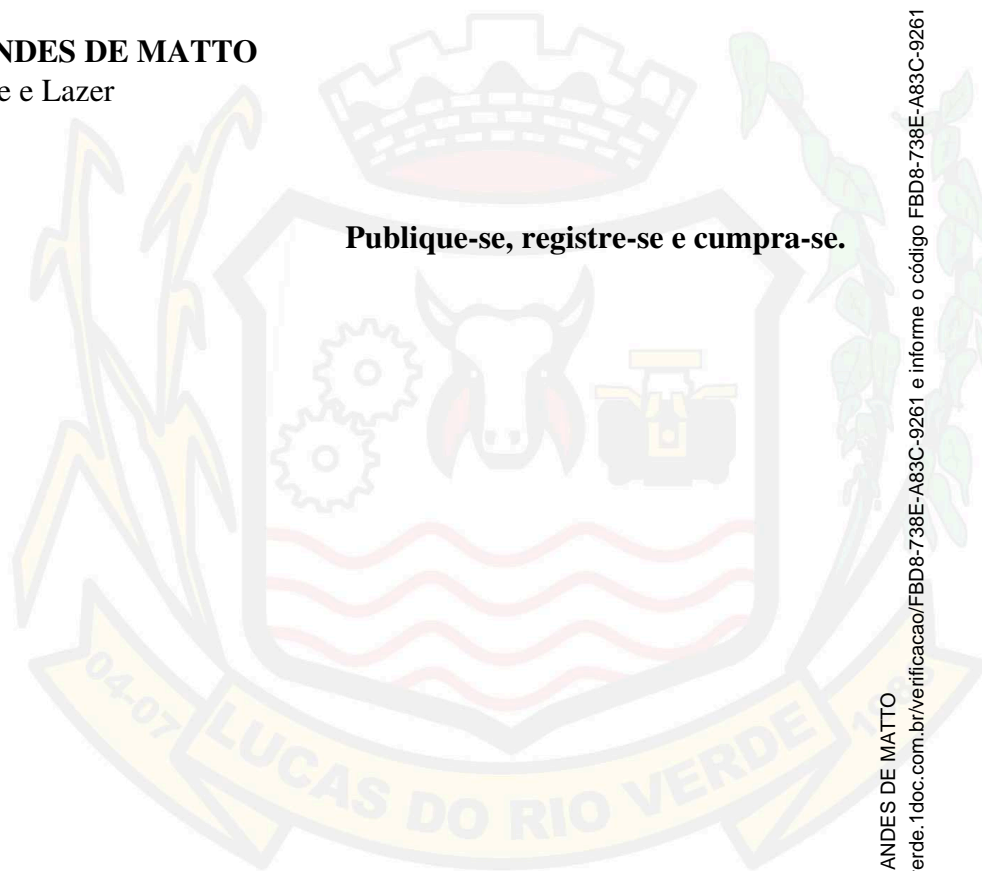 NDES DE MATTO
e e Lazer
Publique-se, registre-se e cumpra-se.
04-07
LUCAS DO RIO VERDE
ANDES DE MATTO
erde.1doc.com.br/verificacao/FBD8-738E-A83C-9261 e informe o código FBD8-738E-A83C-9261